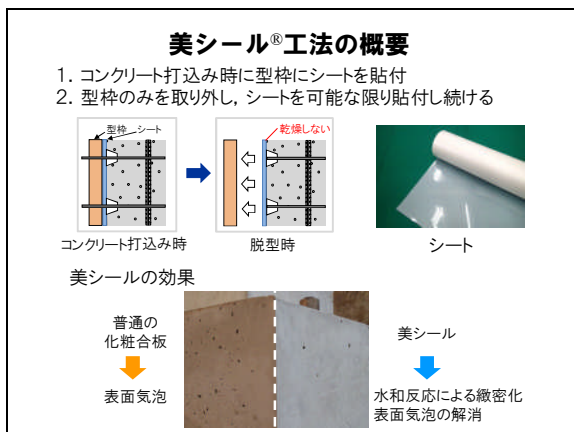 美シール®工法の概要
1. コンクリート打込み時に型枠にシートを貼付
2. 型枠のみを取り外し，シートを可能な限り貼付し続ける
型枠 シート
乾燥しない
コンクリート打込み時
脱型時
シート
美シールの効果
普通の
化粧合板
表面気泡
美シール
水和反応による緻密化
表面気泡の解消